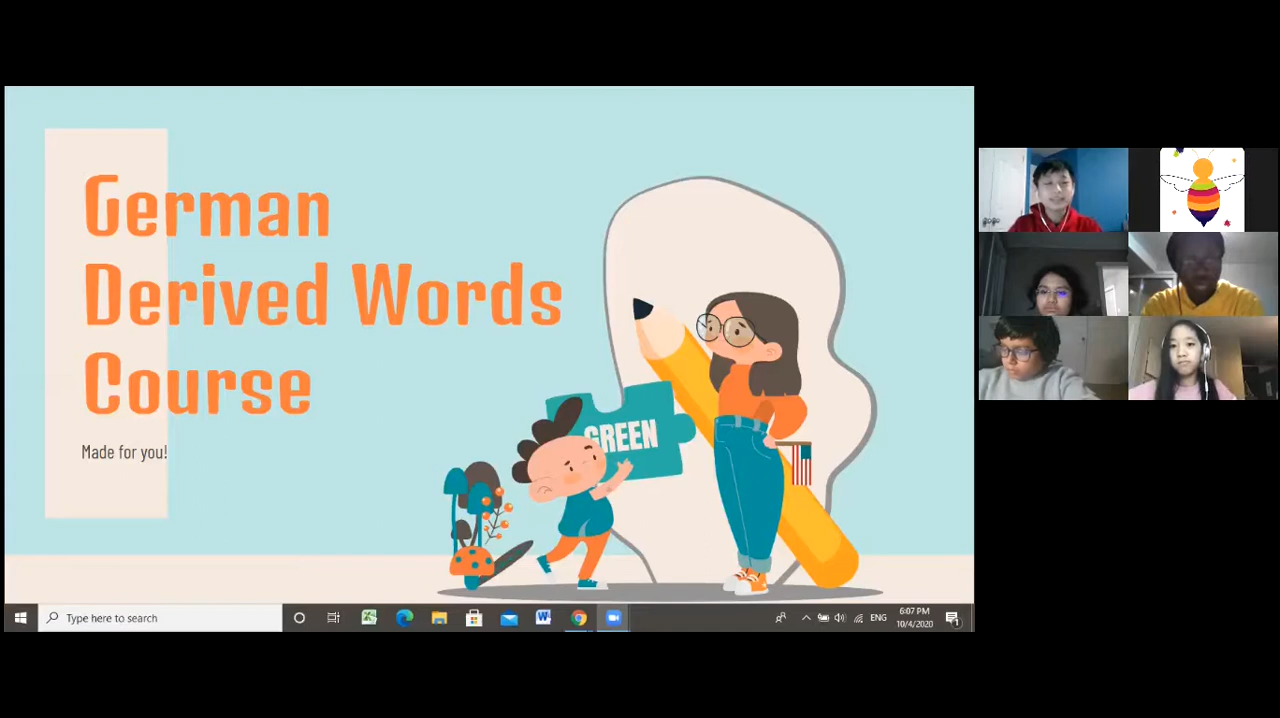 German
Derived Words
Course
Made for you!
GREEN
Type here to search
ENG
6:07 PM
10/4/2020
1